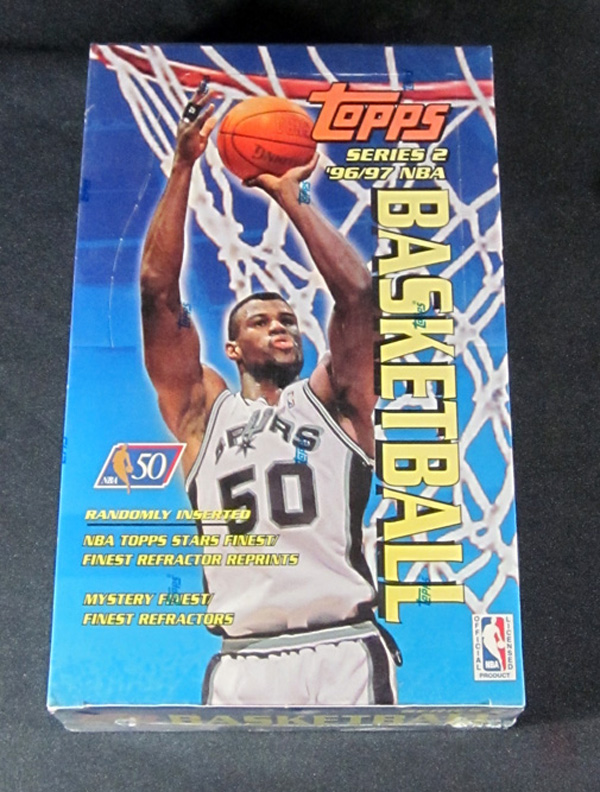 TOPPS
SERIES 2
'96/97 NBA
BASKETBALL
SPURS
50
NBA 50
RANDOMLY INSERTED
NBA TOPPS STARS FINEST/
FINEST REFRACTOR REPRINTS
MYSTERY FINEST/
FINEST REFRACTORS
OFFICIAL
LICENSED
NBA
PRODUCT
BASKETBALL